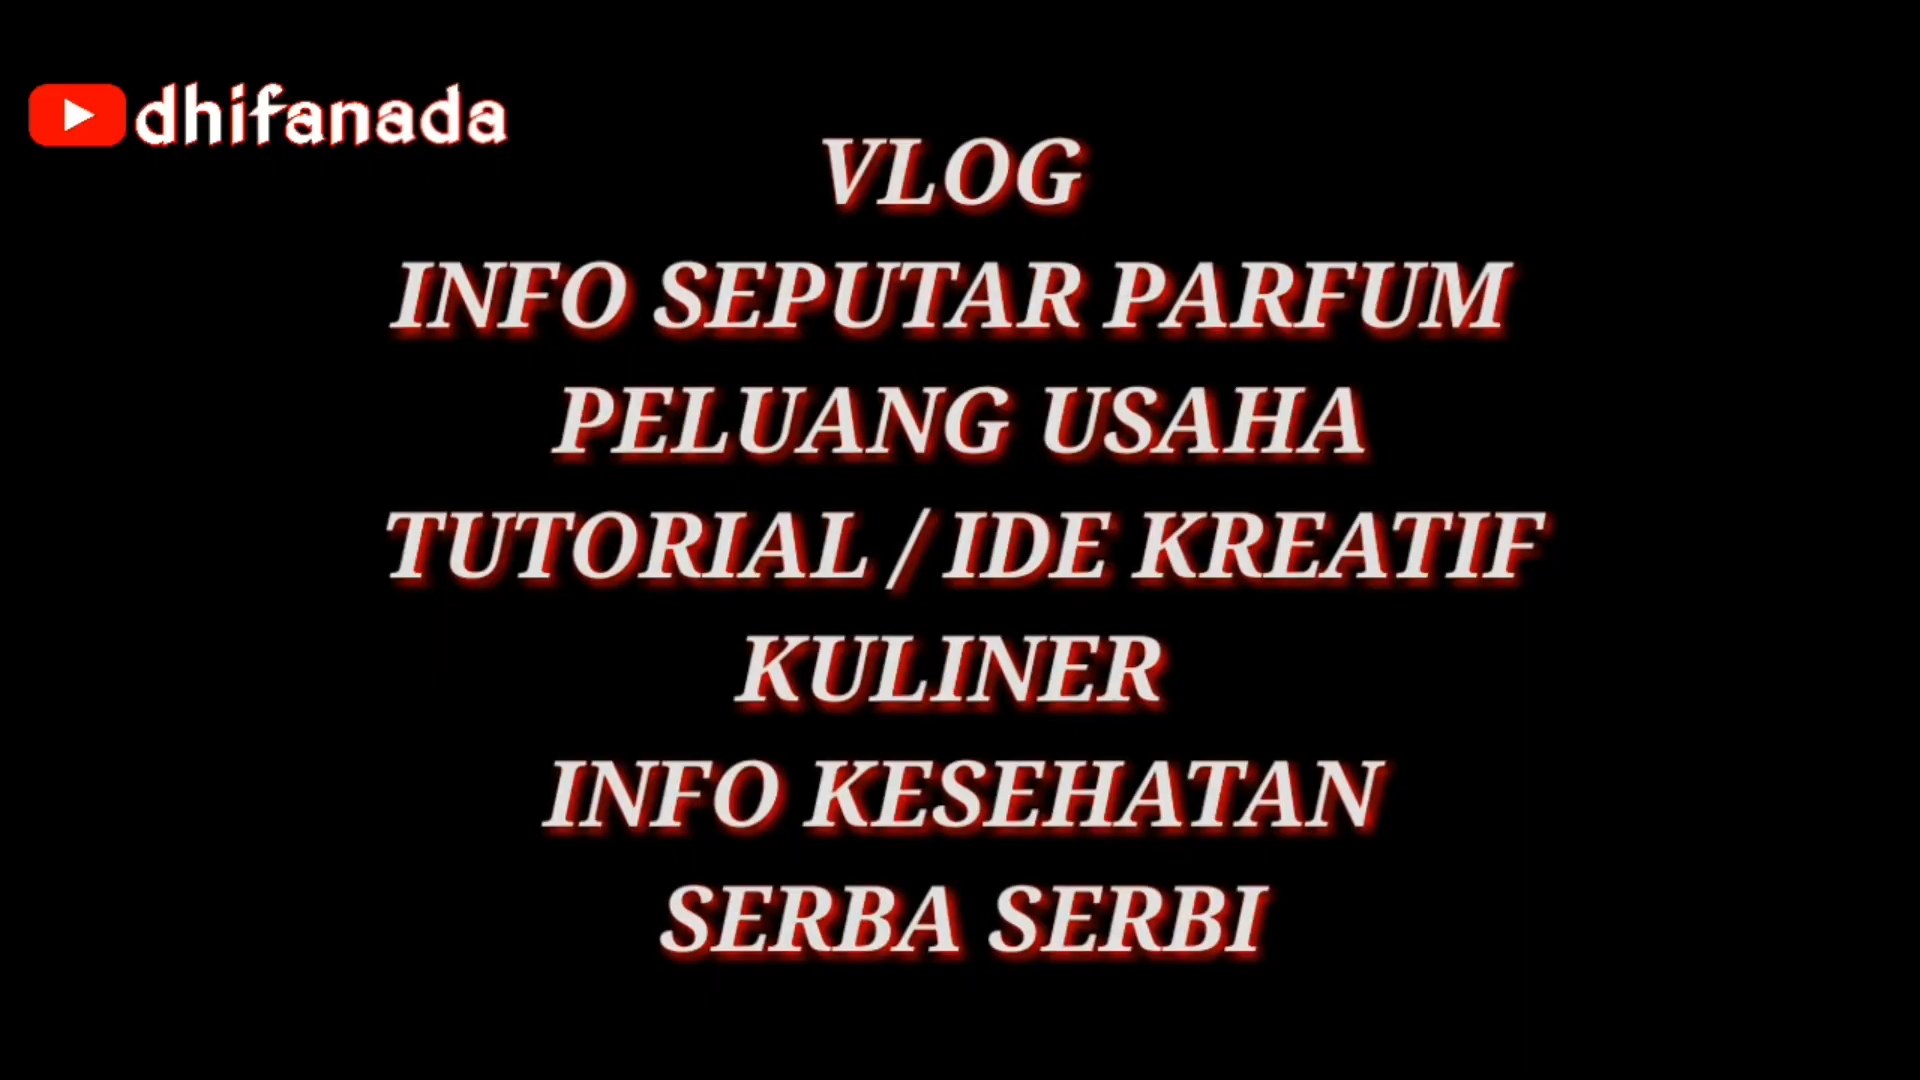 dhifanada
VLOG
INFO SEPUTAR PARFUM
PELUANG USAHA
TUTORIAL / IDE KREATIF
KULINER
INFO KESEHATAN
SERBA SERBI